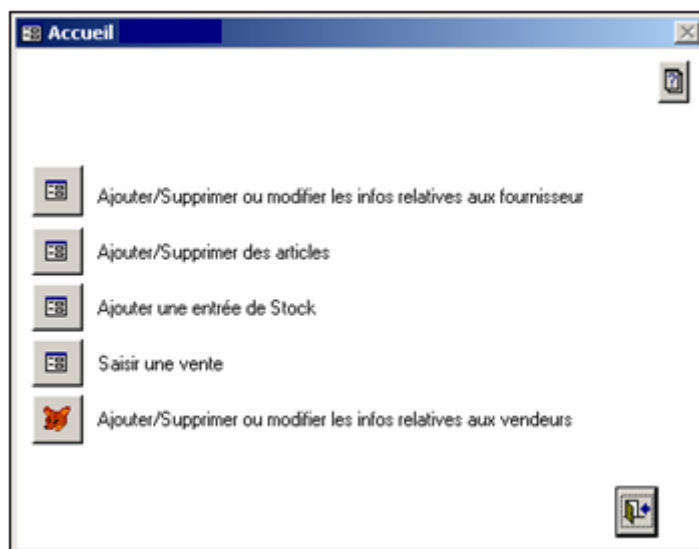 Accueil
Ajouter/Supprimer ou modifier les infos relatives aux fournisseur
Ajouter/Supprimer des articles
Ajouter une entrée de Stock
Saisir une vente
Ajouter/Supprimer ou modifier les infos relatives aux vendeurs